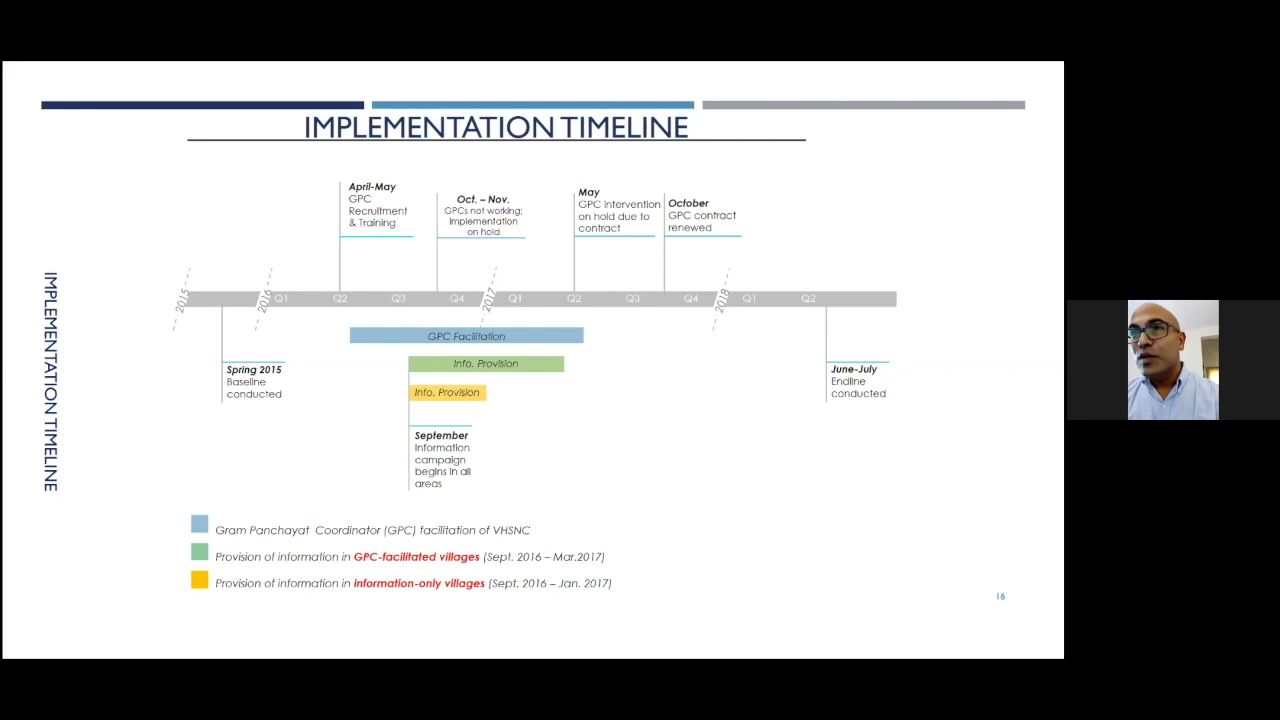 IMPLEMENTATION TIMELINE
IMPLEMENTATION TIMELINE
April-May
GPC
Recruitment
& Training
Oct. – Nov.
GPCs not working;
implementation
on hold
May
GPC intervention
on hold due to
contract
October
GPC contract
renewed
2015 2016 Q1 Q2 Q3 Q4 2017 Q1 Q2 Q3 Q4 2018 Q1 Q2
GPC Facilitation
Info. Provision
Info. Provision
Spring 2015
Baseline
conducted
September
Information
campaign
begins in all
areas
June-July
Endline
conducted
Gram Panchayat Coordinator (GPC) facilitation of VHSNC
Provision of information in GPC-facilitated villages (Sept. 2016 – Mar.2017)
Provision of information in information-only villages (Sept. 2016 – Jan. 2017)
16